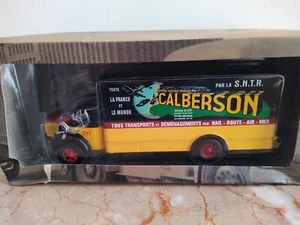 TOUTE
PAR LA S.N.T.R.
LA FRANCE
ET
LE MONDE
CALBERSON
TOUS TRANSPORTS ET DÉMÉNAGEMENTS PAR RAIL - ROUTE - AIR - MER